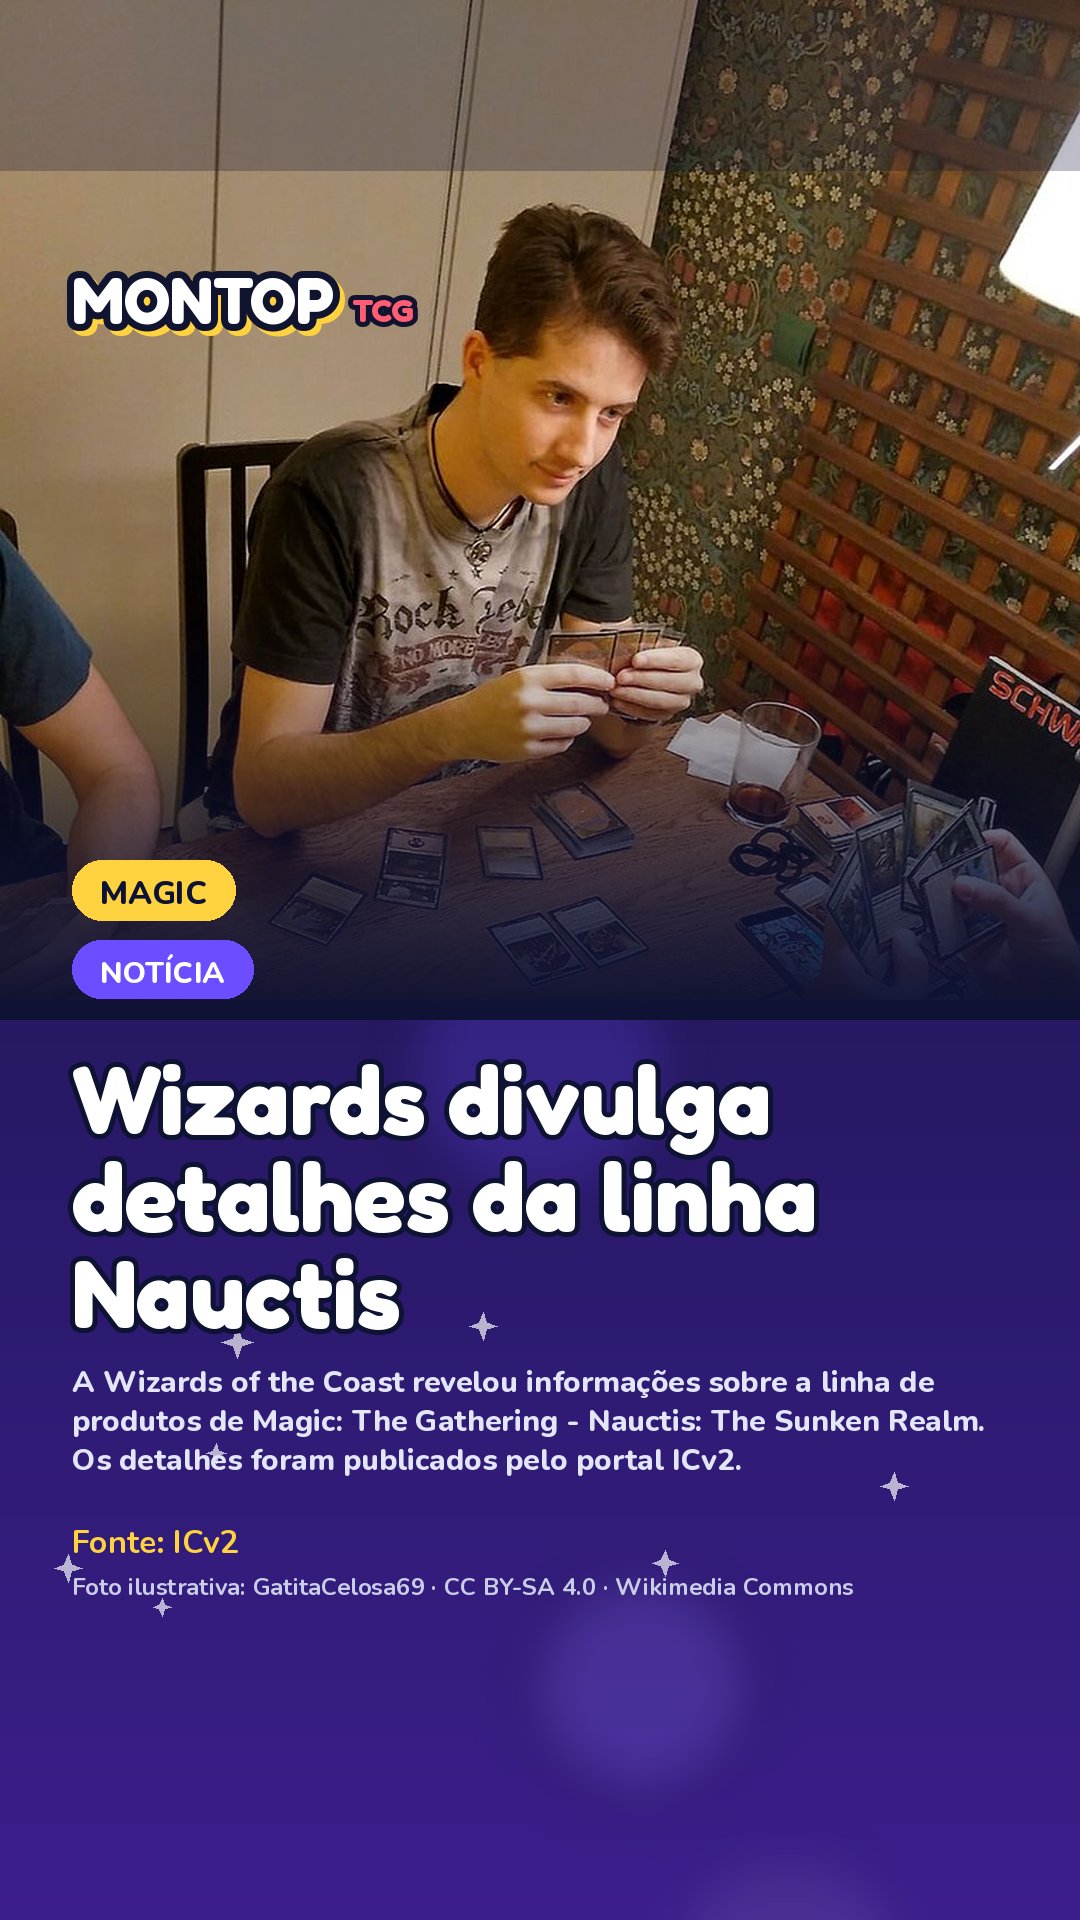 MONTOP TCG
Rock Rebel
NO MORE LIES
SCHW
MAGIC
NOTÍCIA
Wizards divulga
detalhes da linha
Nauctis
A Wizards of the Coast revelou informações sobre a linha de
produtos de Magic: The Gathering - Nauctis: The Sunken Realm.
Os detalhes foram publicados pelo portal ICv2.
Fonte: ICv2
Foto ilustrativa: GatitaCelosa69 · CC BY-SA 4.0 · Wikimedia Commons